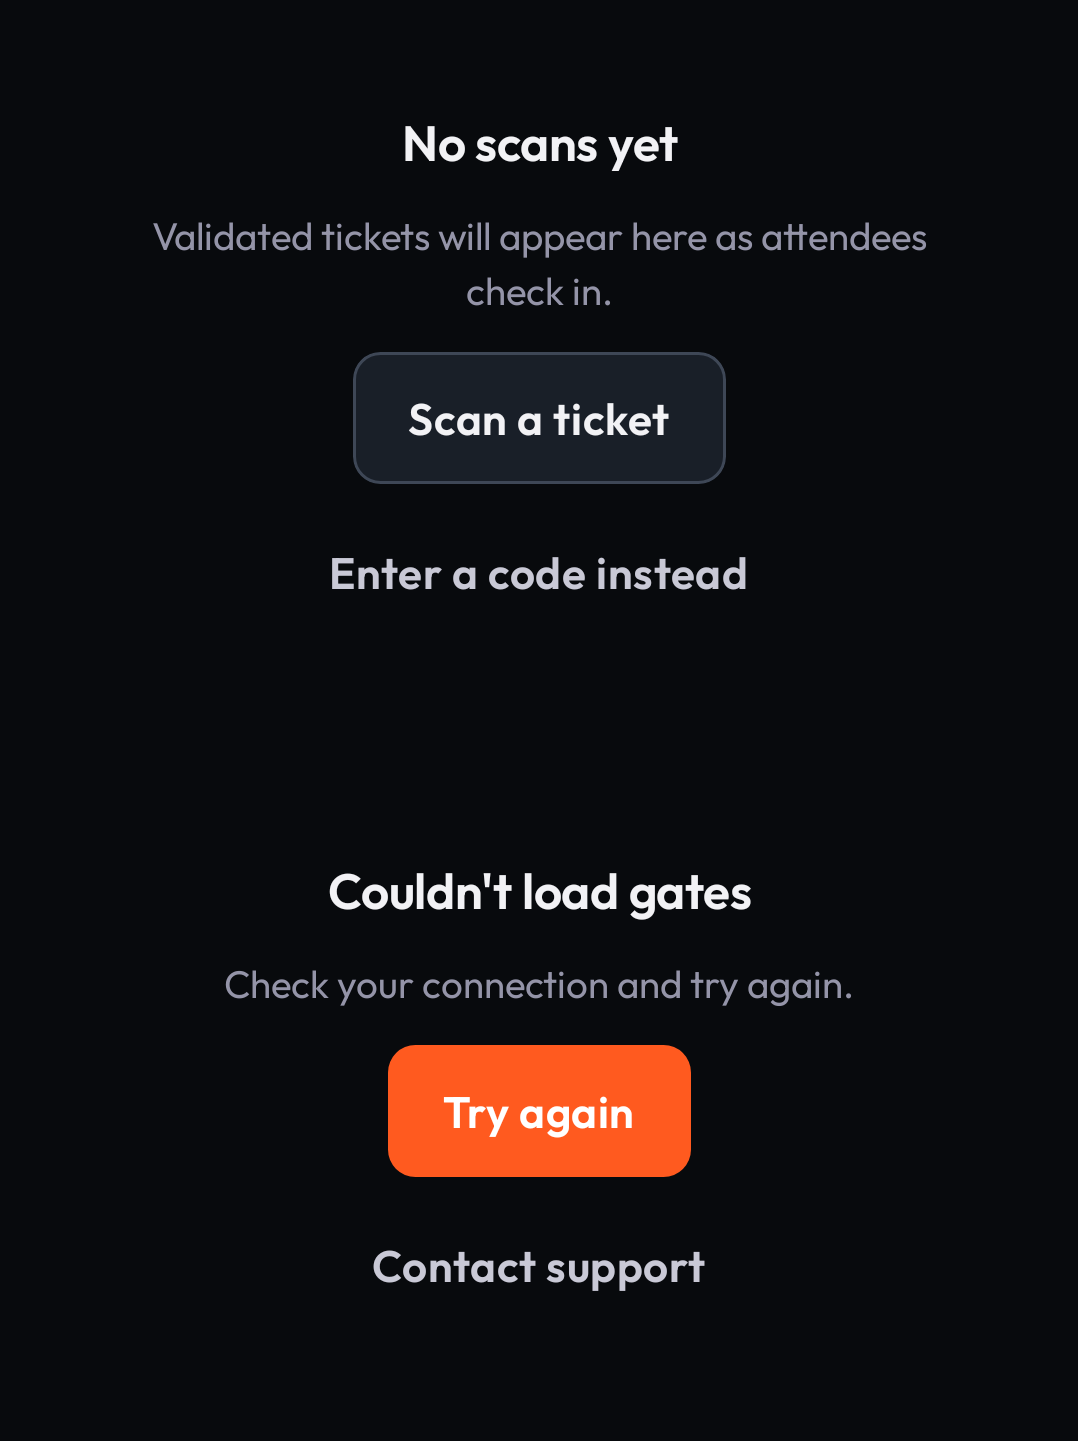 No scans yet
Validated tickets will appear here as attendees
check in.
Scan a ticket
Enter a code instead
Couldn't load gates
Check your connection and try again.
Try again
Contact support